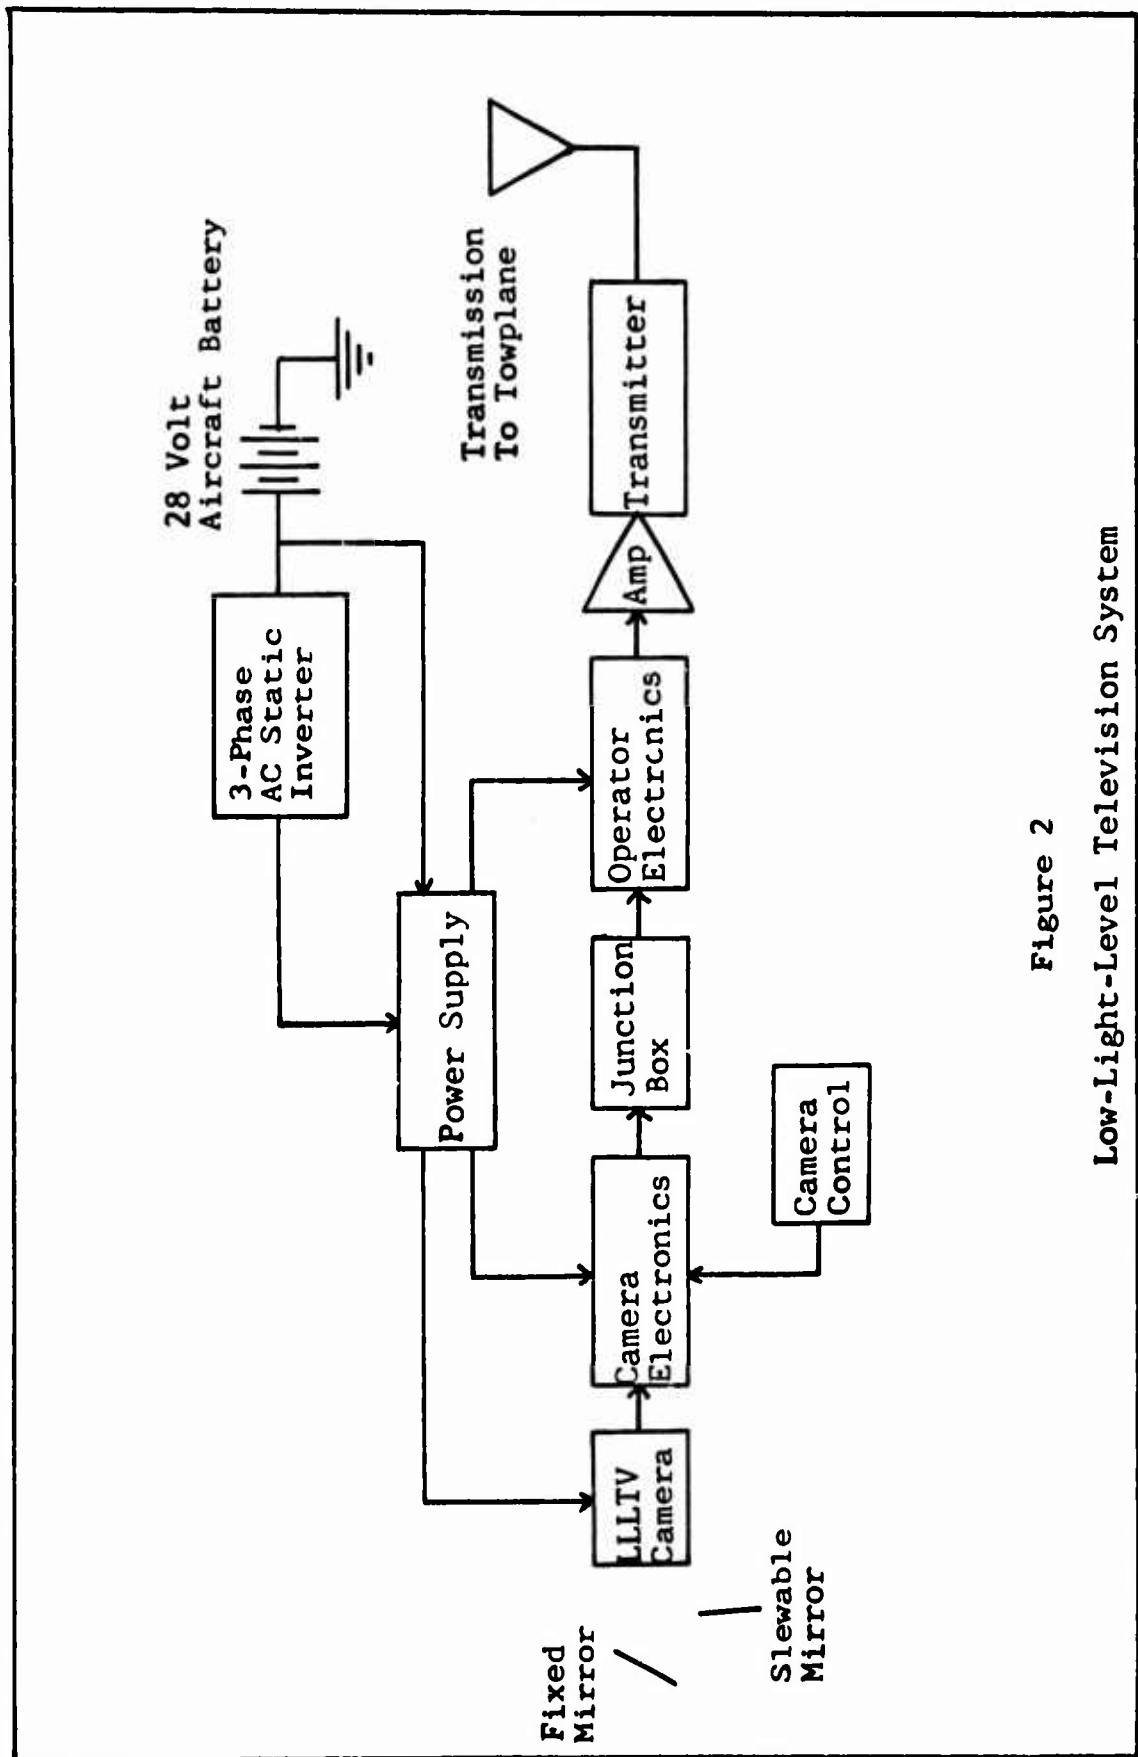 28 Volt
Aircraft Battery
3-Phase
AC Static
Inverter
Transmission
To Towplane
Power Supply
Fixed
Mirror
LLLTV
Camera
Camera
Electronics
Junction
Box
Operator
Electronics
Amp
Transmitter
Slewable
Mirror
Camera
Control
Figure 2
Low-Light-Level Television System